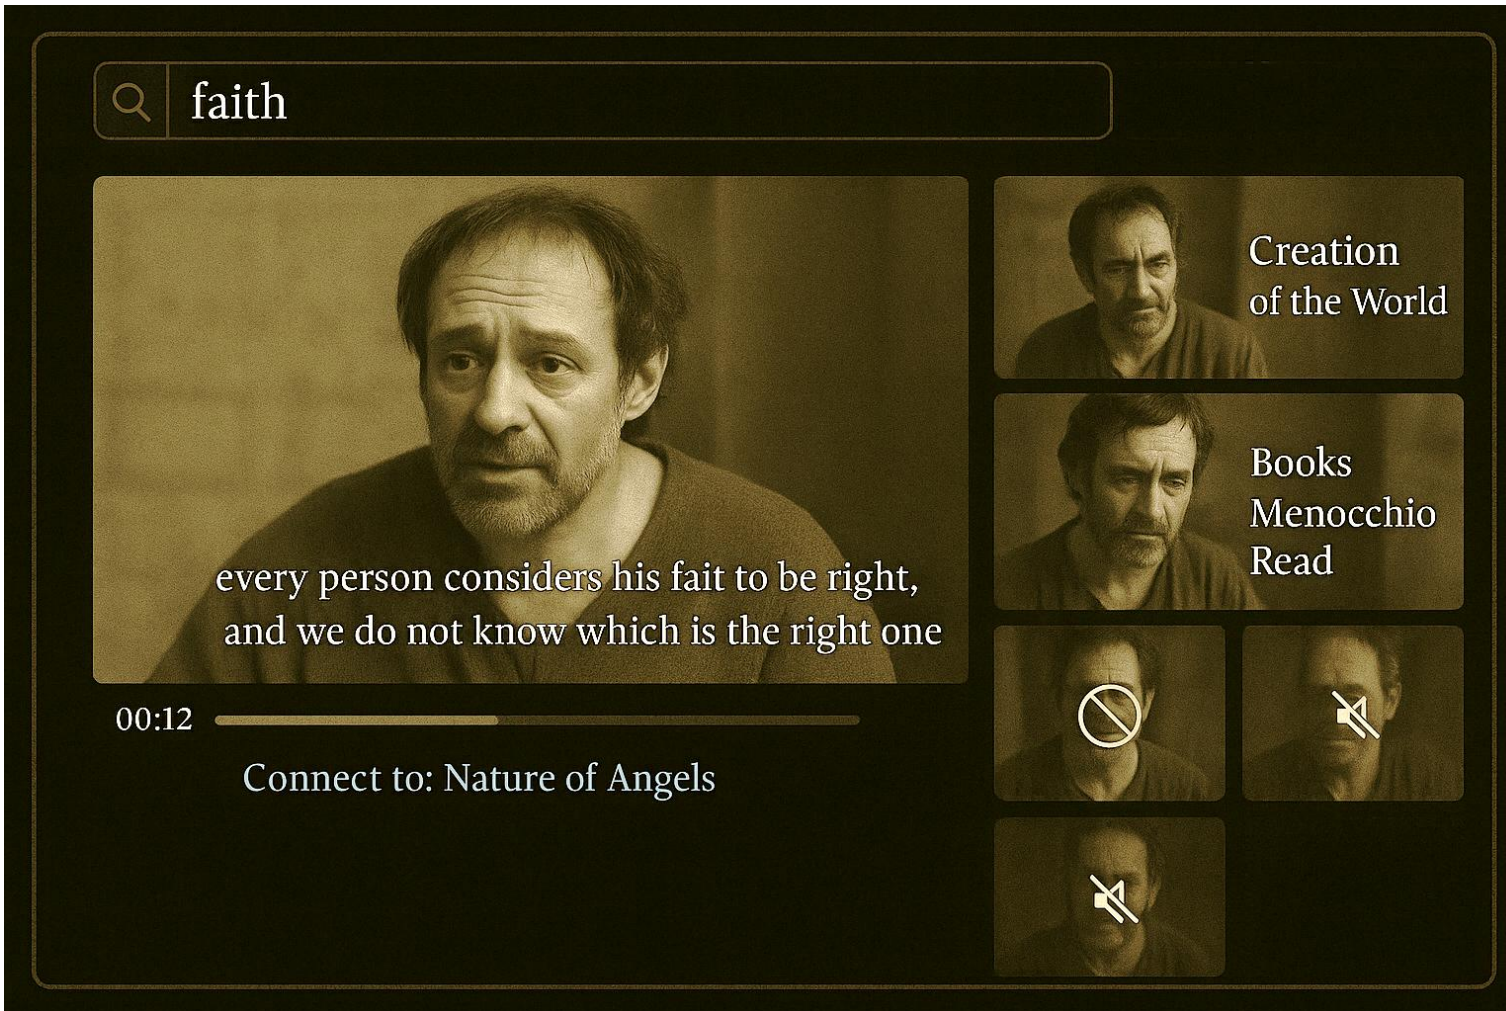 faith
every person considers his fait to be right,
and we do not know which is the right one
00:12
Connect to: Nature of Angels
Creation
of the World
Books
Menocchio
Read